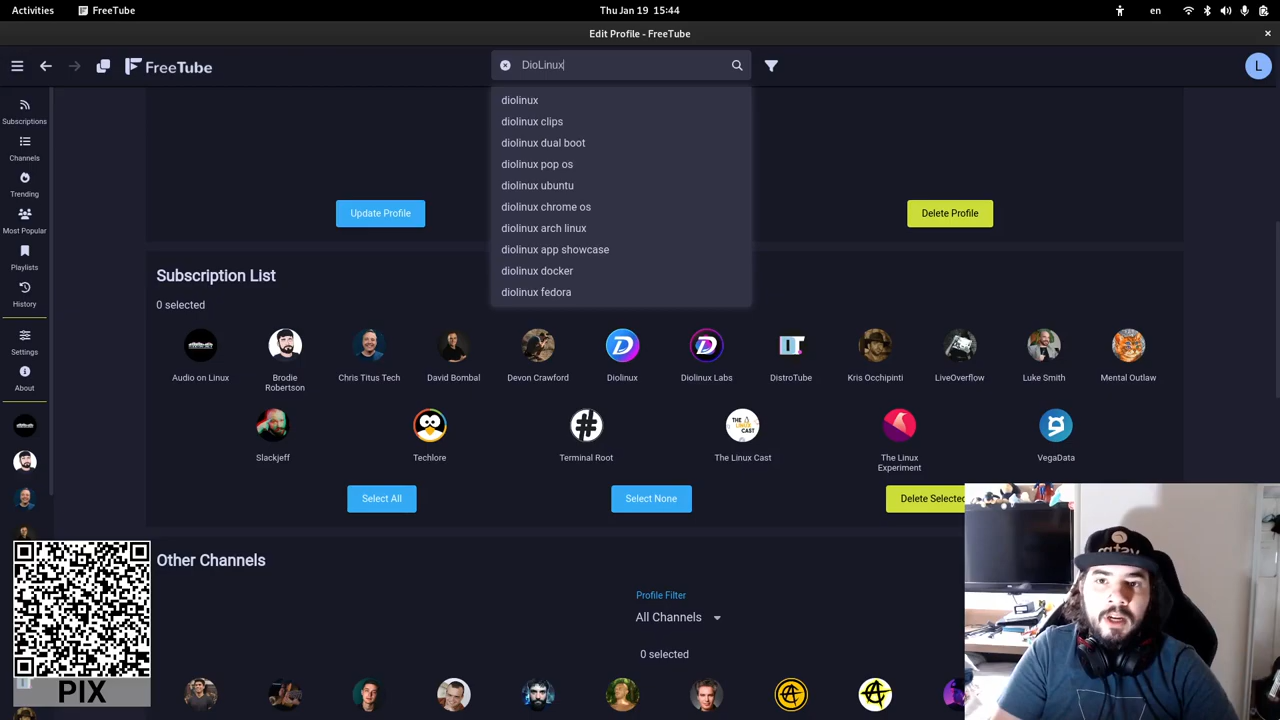 Activities
FreeTube
Thu Jan 19 15:44
en
Edit Profile - FreeTube
FreeTube
DioLinux
L
diolinux
diolinux clips
diolinux dual boot
diolinux pop os
diolinux ubuntu
diolinux chrome os
diolinux arch linux
diolinux app showcase
diolinux docker
diolinux fedora
Subscriptions
Channels
Trending
Most Popular
Playlists
History
Settings
About
Update Profile
Delete Profile
Subscription List
0 selected
Audio on Linux
Brodie
Robertson
Chris Titus Tech
David Bombal
Devon Crawford
Diolinux
Diolinux Labs
DistroTube
Kris Occhipinti
LiveOverflow
Luke Smith
Mental Outlaw
Slackjeff
Techlore
Terminal Root
The Linux Cast
The Linux
Experiment
VegaData
Select All
Select None
Delete Selected
Other Channels
Profile Filter
All Channels
0 selected
PIX